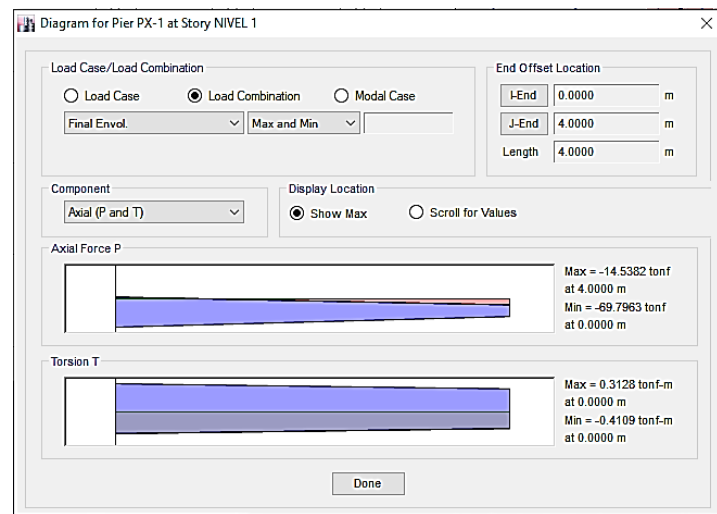 Diagram for Pier PX-1 at Story NIVEL 1
Load Case/Load Combination
Load Case Load Combination Modal Case
Final Envol. Max and Min
End Offset Location
I-End 0.0000 m
J-End 4.0000 m
Length 4.0000 m
Component
Axial (P and T)
Display Location
Show Max Scroll for Values
Axial Force P
Max = -14.5382 tonf
at 4.0000 m
Min = -69.7963 tonf
at 0.0000 m
Torsion T
Max = 0.3128 tonf-m
at 0.0000 m
Min = -0.4109 tonf-m
at 0.0000 m
Done